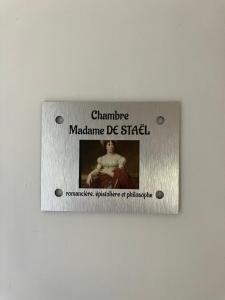 Chambre
Madame DE STAËL
romancière, épistolière et philosophe